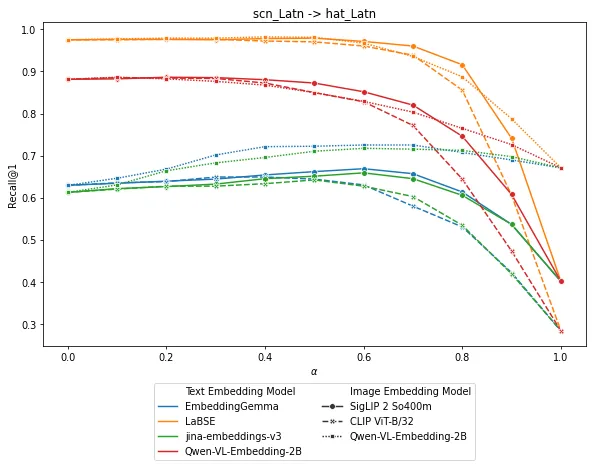 scn_Latn -> hat_Latn
1.0
0.9
0.8
0.7
0.6
0.5
0.4
0.3
Recall@1
0.0 0.2 0.4 0.6 0.8 1.0
α
Text Embedding Model Image Embedding Model
EmbeddingGemma SigLIP 2 So400m
LaBSE CLIP ViT-B/32
jina-embeddings-v3 Qwen-VL-Embedding-2B
Qwen-VL-Embedding-2B